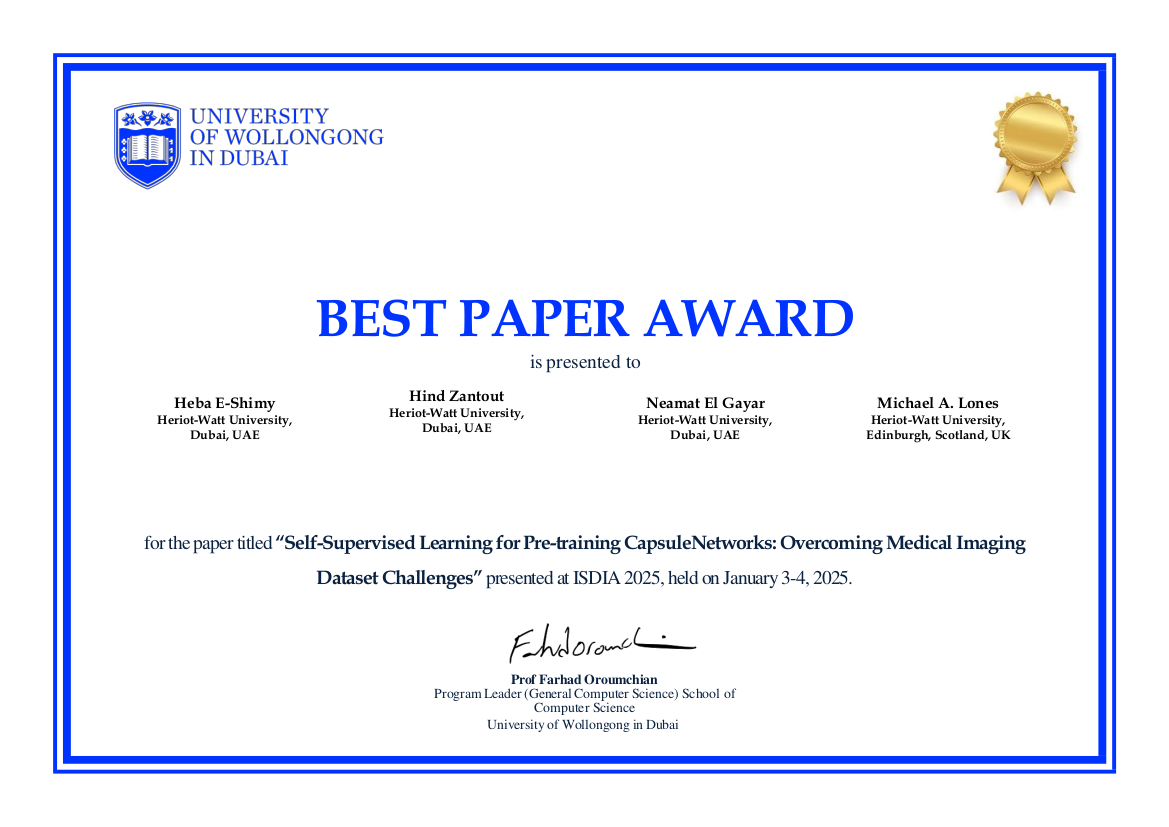 UNIVERSITY
OF WOLLONGONG
IN DUBAI
BEST PAPER AWARD
is presented to
Heba E-Shimy
Heriot-Watt University,
Dubai, UAE
Hind Zantout
Heriot-Watt University,
Dubai, UAE
Neamat El Gayar
Heriot-Watt University,
Dubai, UAE
Michael A. Lones
Heriot-Watt University,
Edinburgh, Scotland, UK
for the paper titled “Self-Supervised Learning for Pre-training CapsuleNetworks: Overcoming Medical Imaging
Dataset Challenges” presented at ISDIA 2025, held on January 3-4, 2025.
Prof Farhad Oroumchian
Program Leader (General Computer Science) School of
Computer Science
University of Wollongong in Dubai